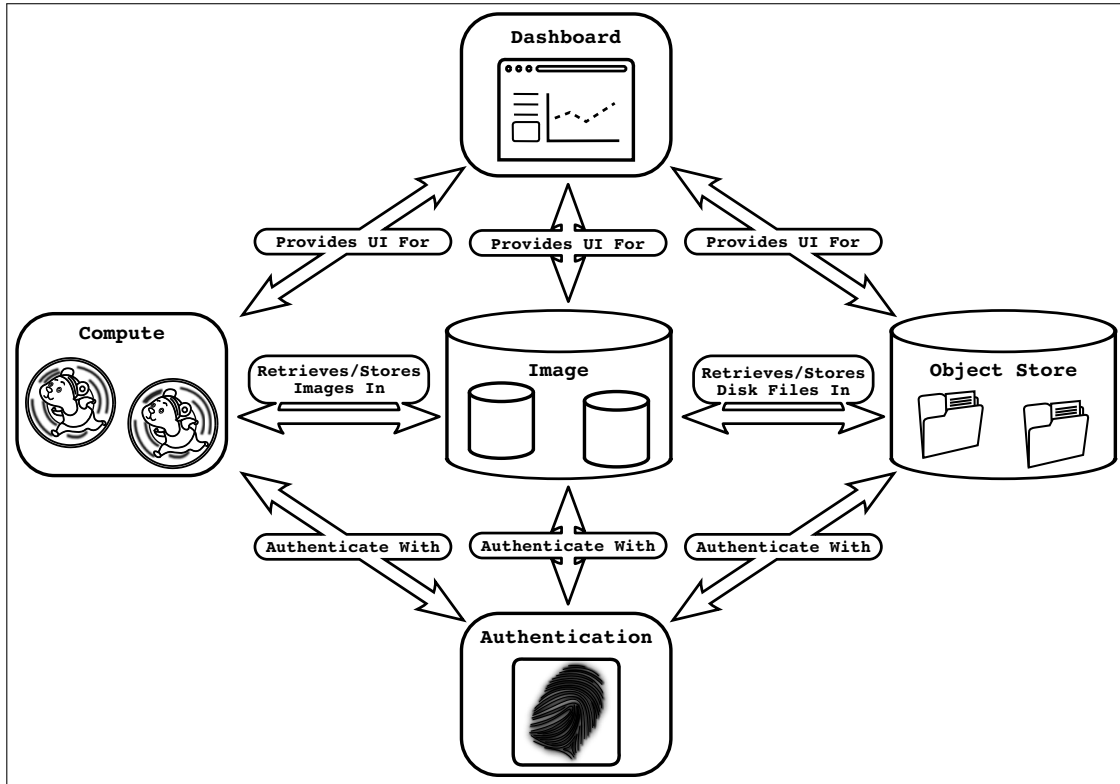 Dashboard
Provides UI For
Provides UI For
Provides UI For
Compute
Retrieves/Stores
Images In
Image
Retrieves/Stores
Disk Files In
Object Store
Authenticate With
Authenticate With
Authenticate With
Authentication